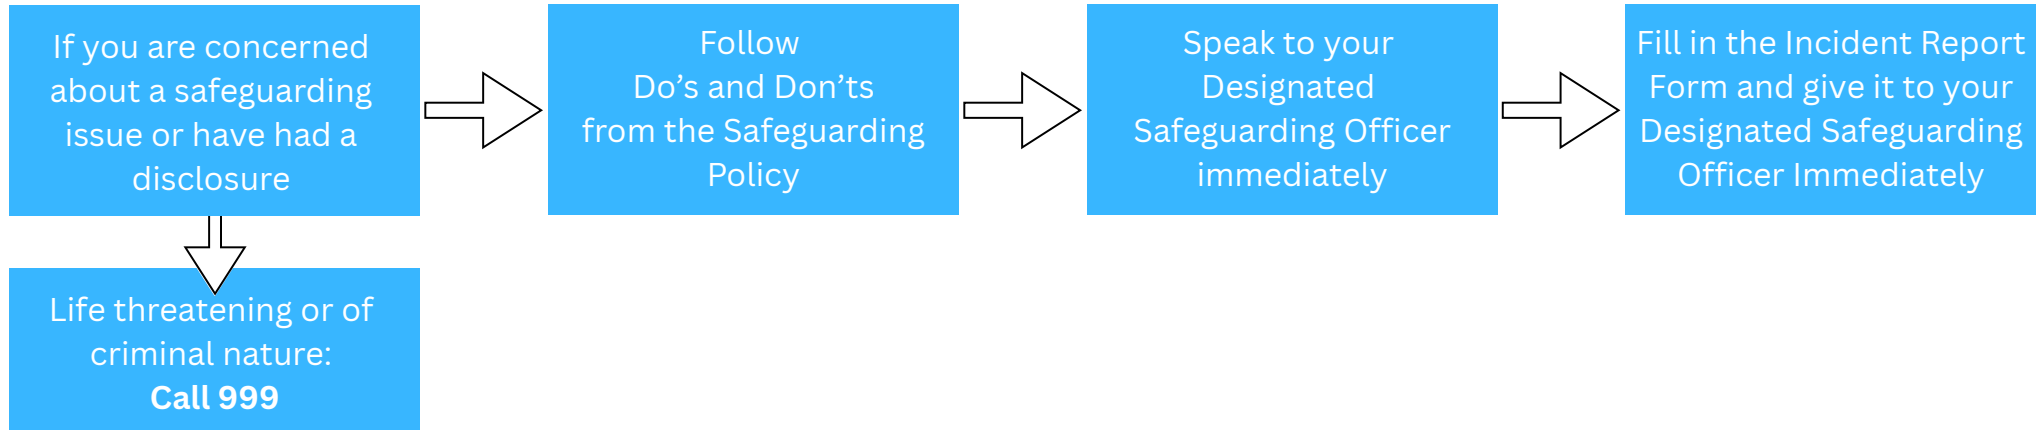 If you are concerned
about a safeguarding
issue or have had a
disclosure
Follow
Do’s and Don’ts
from the Safeguarding
Policy
Speak to your
Designated
Safeguarding Officer
immediately
Fill in the Incident Report
Form and give it to your
Designated Safeguarding
Officer Immediately
Life threatening or of
criminal nature:
Call 999